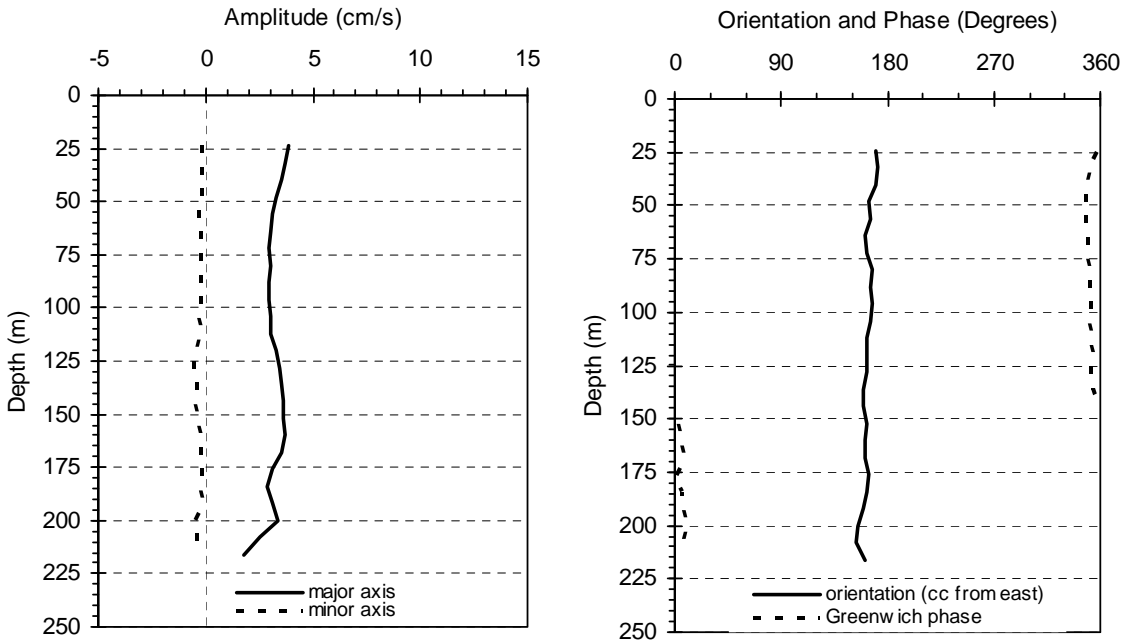 Amplitude (cm/s)
-5 0 5 10 15
0
25
50
75
100
125
150
175
200
225
250
Depth (m)
major axis
minor axis
Orientation and Phase (Degrees)
0 90 180 270 360
0
25
50
75
100
125
150
175
200
225
250
Depth (m)
orientation (cc from east)
Greenwich phase